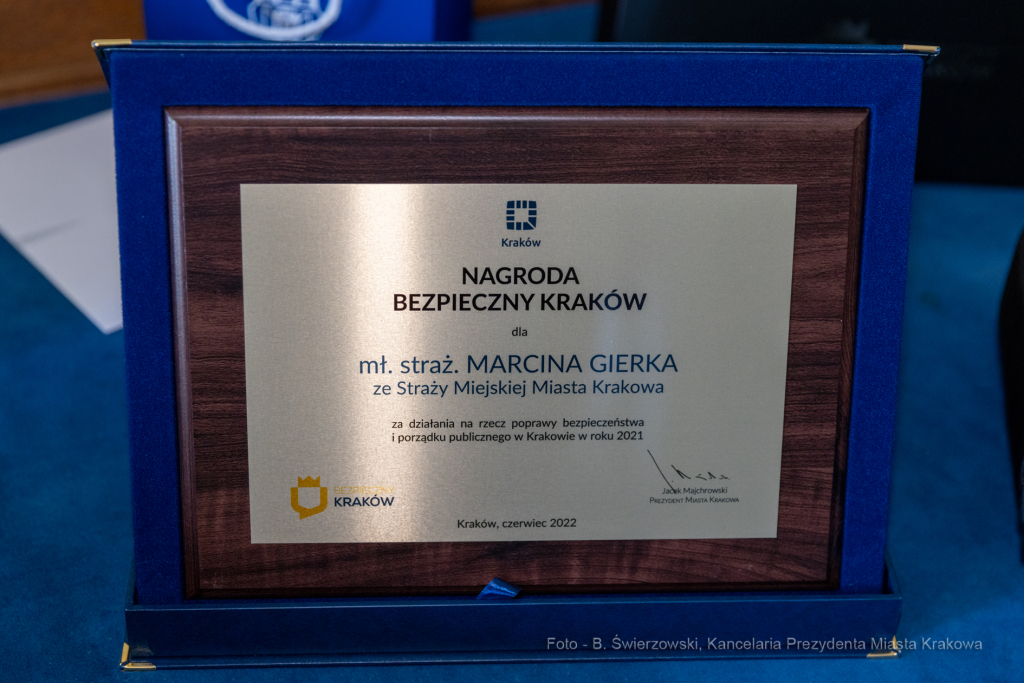 Kraków
NAGRODA
BEZPIECZNY KRAKÓW
dla
mł. straż. MARCINA GIERKA
ze Straży Miejskiej Miasta Krakowa
za działania na rzecz poprawy bezpieczeństwa
i porządku publicznego w Krakowie w roku 2021
Jacek Majchrowski
PREZYDENT MIASTA KRAKOWA
BEZPIECZNY
KRAKÓW
Kraków, czerwiec 2022
Foto - B. Świerzowski, Kancelaria Prezydenta Miasta Krakowa